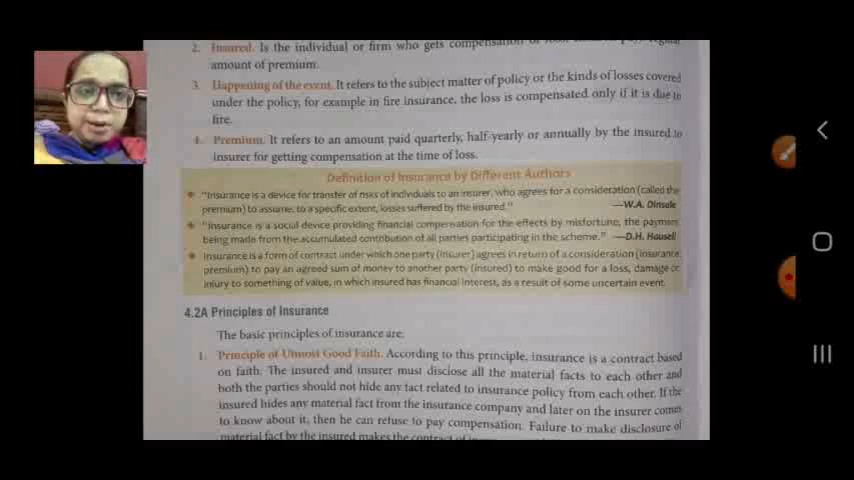 2. Insured. Is the individual or firm who gets compensation
amount of premium.
3. Happening of the event. It refers to the subject matter of policy or the kinds of losses covered
under the policy, for example in fire insurance, the loss is compensated only if it is due to
fire.
4. Premium. It refers to an amount paid quarterly, half-yearly or annually by the insured to
insurer for getting compensation at the time of loss.
Definition of Insurance by Different Authors
"Insurance is a device for transfer of risks of individuals to an insurer, who agrees for a consideration (called the
premium) to assume, to a specific extent, losses suffered by the insured." —W.A. Dinsdle
"Insurance is a social device providing financial compensation for the effects by misfortune, the payment
being made from the accumulated contribution of all parties participating in the scheme." —D.H. Hausell
Insurance is a form of contract under which one party (insurer) agrees in return of a consideration (insurance
premium) to pay an agreed sum of money to another party (insured) to make good for a loss, damage or
injury to something of value, in which insured has financial interest, as a result of some uncertain event.
4.2A Principles of Insurance
The basic principles of insurance are:
1. Principle of Utmost Good Faith. According to this principle, insurance is a contract based
on faith. The insured and insurer must disclose all the material facts to each other and
both the parties should not hide any fact related to insurance policy from each other. If the
insured hides any material fact from the insurance company and later on the insurer comes
to know about it, then he can refuse to pay compensation. Failure to make disclosure of
material fact by the insured makes the contract of